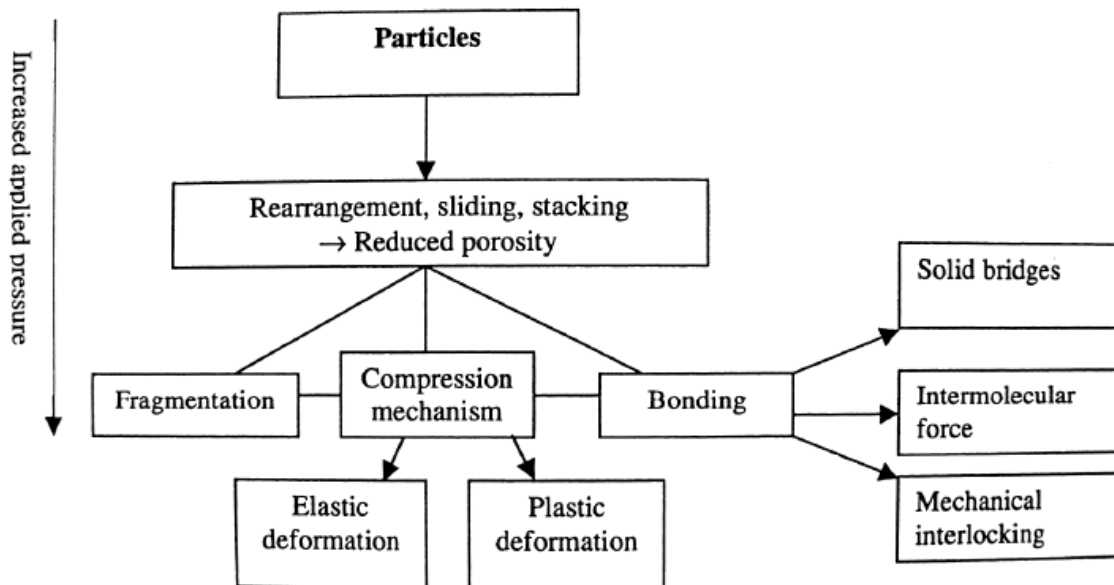 Increased applied pressure
Particles
Rearrangement, sliding, stacking
→ Reduced porosity
Fragmentation
Compression
mechanism
Bonding
Solid bridges
Intermolecular
force
Mechanical
interlocking
Elastic
deformation
Plastic
deformation